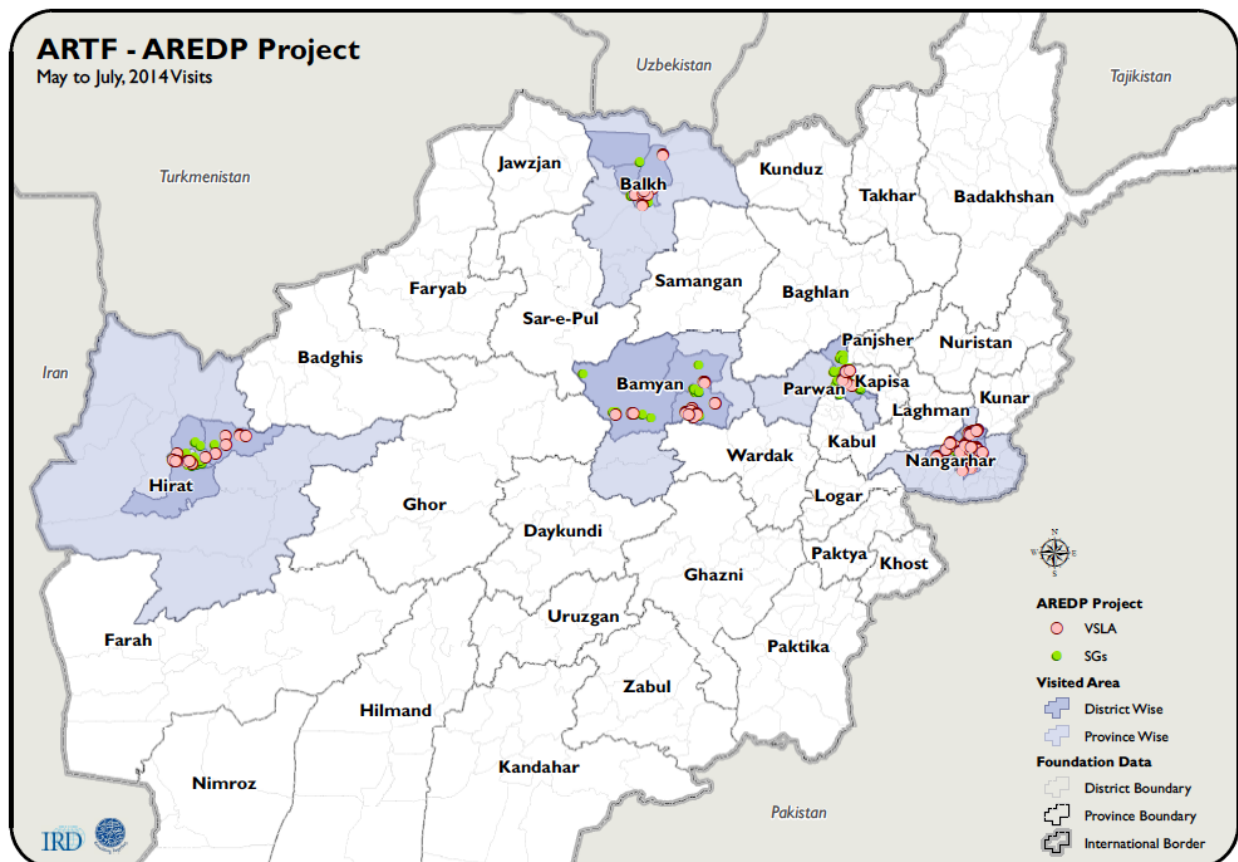 ARTF - AREDP Project
May to July, 2014 Visits
Uzbekistan
Tajikistan
Turkmenistan
Jawzjan
Balkh
Kunduz
Takhar
Badakhshan
Faryab
Samangan
Baghlan
Sar-e-Pul
Panjsher
Nuristan
Badghis
Iran
Bamyan
Parwan
Kapisa
Kunar
Laghman
Kabul
Wardak
Nangarhar
Hirat
Ghor
Logar
Daykundi
Paktya
Khost
Ghazni
Uruzgan
Farah
Paktika
Zabul
Hilmand
Kandahar
Nimroz
Pakistan
N
W
E
S
AREDP Project
VSLA
SGs
Visited Area
District Wise
Province Wise
Foundation Data
District Boundary
Province Boundary
International Border
IRD